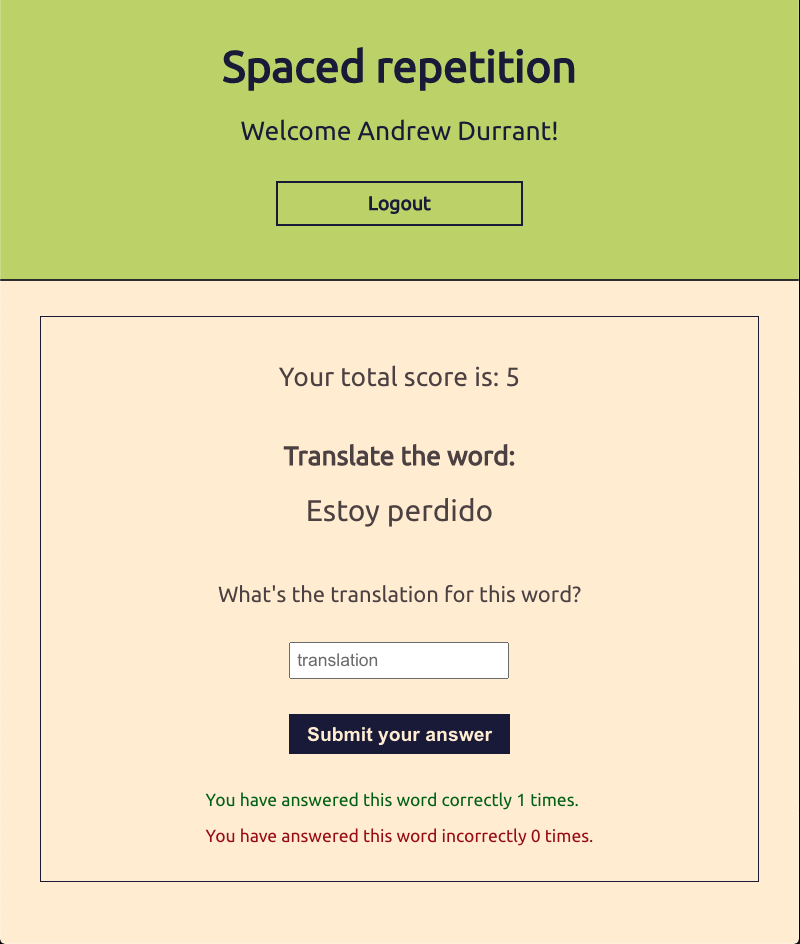 Spaced repetition
Welcome Andrew Durrant!
Logout
Your total score is: 5
Translate the word:
Estoy perdido
What's the translation for this word?
translation
Submit your answer
You have answered this word correctly 1 times.
You have answered this word incorrectly 0 times.